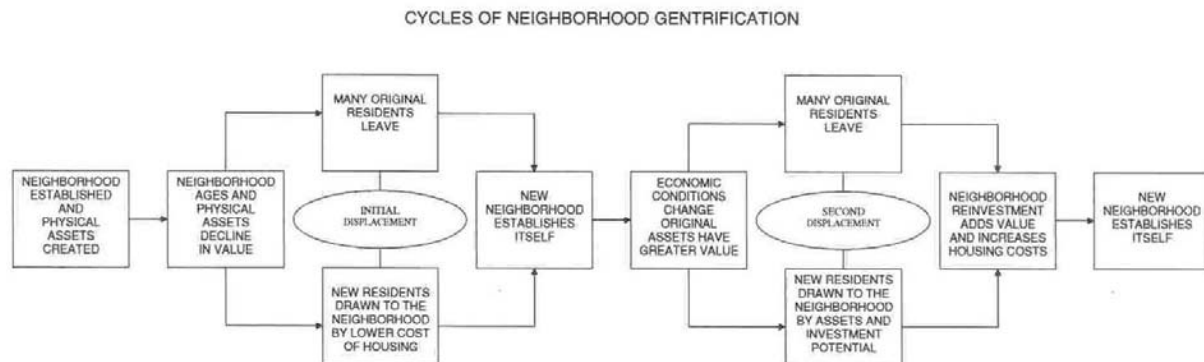 CYCLES OF NEIGHBORHOOD GENTRIFICATION
NEIGHBORHOOD
ESTABLISHED
AND
PHYSICAL
ASSETS
CREATED
NEIGHBORHOOD
AGES AND
PHYSICAL
ASSETS
DECLINE
IN VALUE
MANY ORIGINAL
RESIDENTS
LEAVE
INITIAL
DISPLACEMENT
NEW RESIDENTS
DRAWN TO THE
NEIGHBORHOOD
BY LOWER COST
OF HOUSING
NEW
NEIGHBORHOOD
ESTABLISHES
ITSELF
ECONOMIC
CONDITIONS
CHANGE
ORIGINAL
ASSETS HAVE
GREATER VALUE
MANY ORIGINAL
RESIDENTS
LEAVE
SECOND
DISPLACEMENT
NEW RESIDENTS
DRAWN TO THE
NEIGHBORHOOD
BY ASSETS AND
INVESTMENT
POTENTIAL
NEIGHBORHOOD
REINVESTMENT
ADDS VALUE
AND INCREASES
HOUSING COSTS
NEW
NEIGHBORHOOD
ESTABLISHES
ITSELF